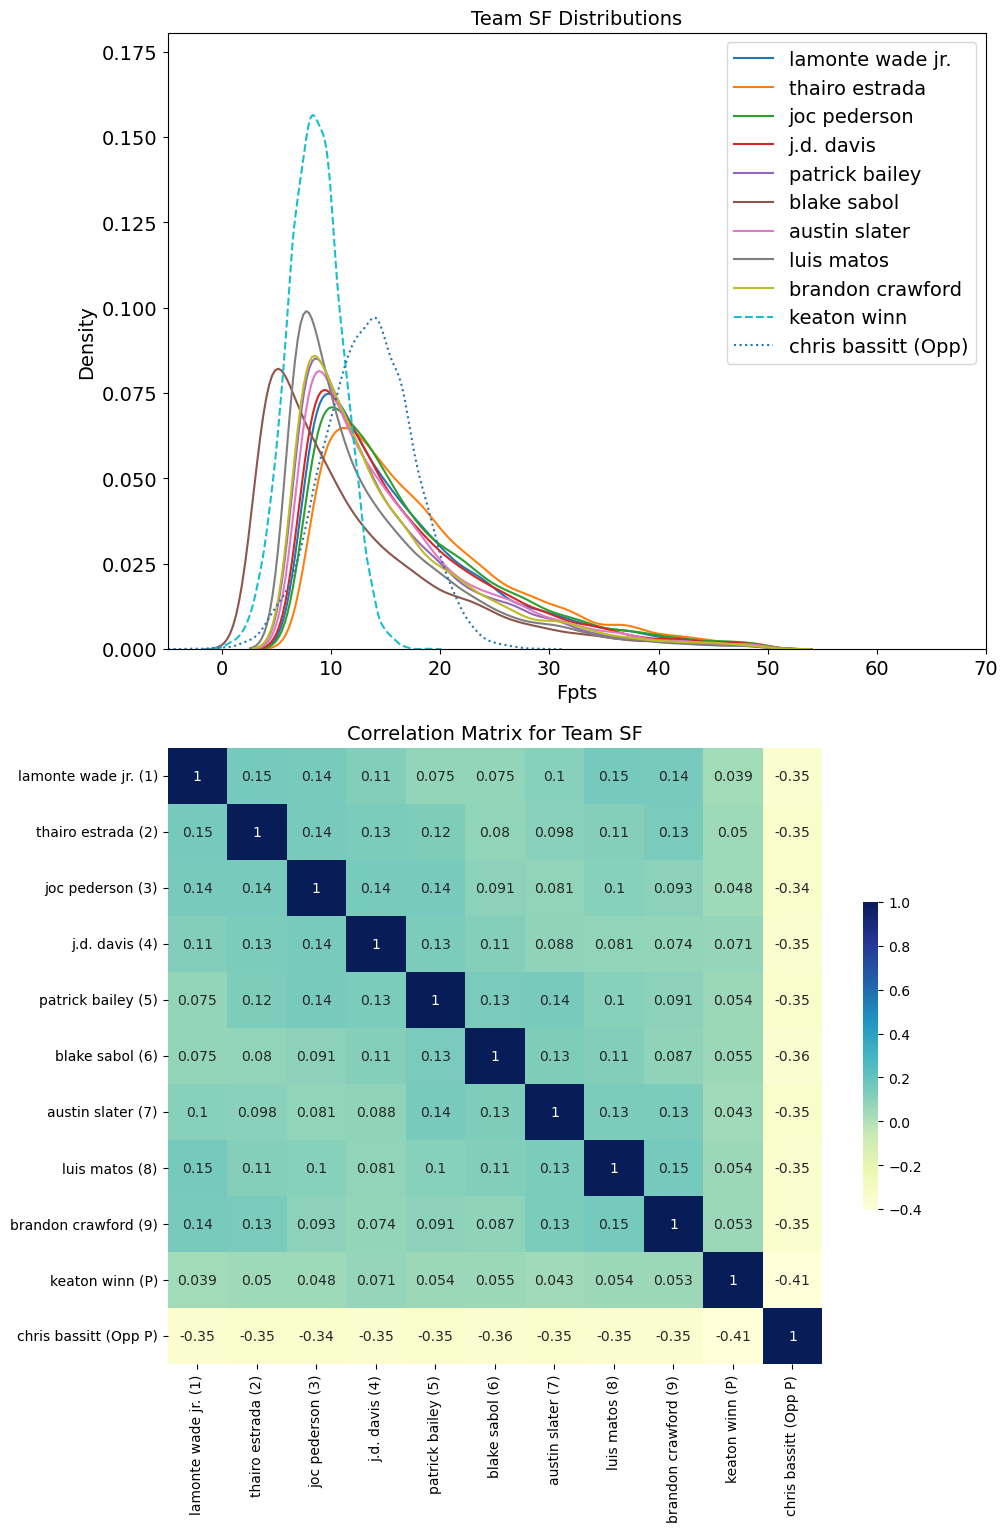 Team SF Distributions
0.175
0.150
0.125
0.100
0.075
0.050
0.025
0.000
Density
lamonte wade jr.
thairo estrada
joc pederson
j.d. davis
patrick bailey
blake sabol
austin slater
luis matos
brandon crawford
keaton winn
chris bassitt (Opp)
0 10 20 30 40 50 60 70
Fpts
Correlation Matrix for Team SF
lamonte wade jr. (1) 1 0.15 0.14 0.11 0.075 0.075 0.1 0.15 0.14 0.039 -0.35
thairo estrada (2) 0.15 1 0.14 0.13 0.12 0.08 0.098 0.11 0.13 0.05 -0.35
joc pederson (3) 0.14 0.14 1 0.14 0.14 0.091 0.081 0.1 0.093 0.048 -0.34
j.d. davis (4) 0.11 0.13 0.14 1 0.13 0.11 0.088 0.081 0.074 0.071 -0.35
patrick bailey (5) 0.075 0.12 0.14 0.13 1 0.13 0.14 0.1 0.091 0.054 -0.35
blake sabol (6) 0.075 0.08 0.091 0.11 0.13 1 0.13 0.11 0.087 0.055 -0.36
austin slater (7) 0.1 0.098 0.081 0.088 0.14 0.13 1 0.13 0.13 0.043 -0.35
luis matos (8) 0.15 0.11 0.1 0.081 0.1 0.11 0.13 1 0.15 0.054 -0.35
brandon crawford (9) 0.14 0.13 0.093 0.074 0.091 0.087 0.13 0.15 1 0.053 -0.35
keaton winn (P) 0.039 0.05 0.048 0.071 0.054 0.055 0.043 0.054 0.053 1 -0.41
chris bassitt (Opp P) -0.35 -0.35 -0.34 -0.35 -0.35 -0.36 -0.35 -0.35 -0.35 -0.41 1
lamonte wade jr. (1)
thairo estrada (2)
joc pederson (3)
j.d. davis (4)
patrick bailey (5)
blake sabol (6)
austin slater (7)
luis matos (8)
brandon crawford (9)
keaton winn (P)
chris bassitt (Opp P)
1.0
0.8
0.6
0.4
0.2
0.0
−0.2
−0.4